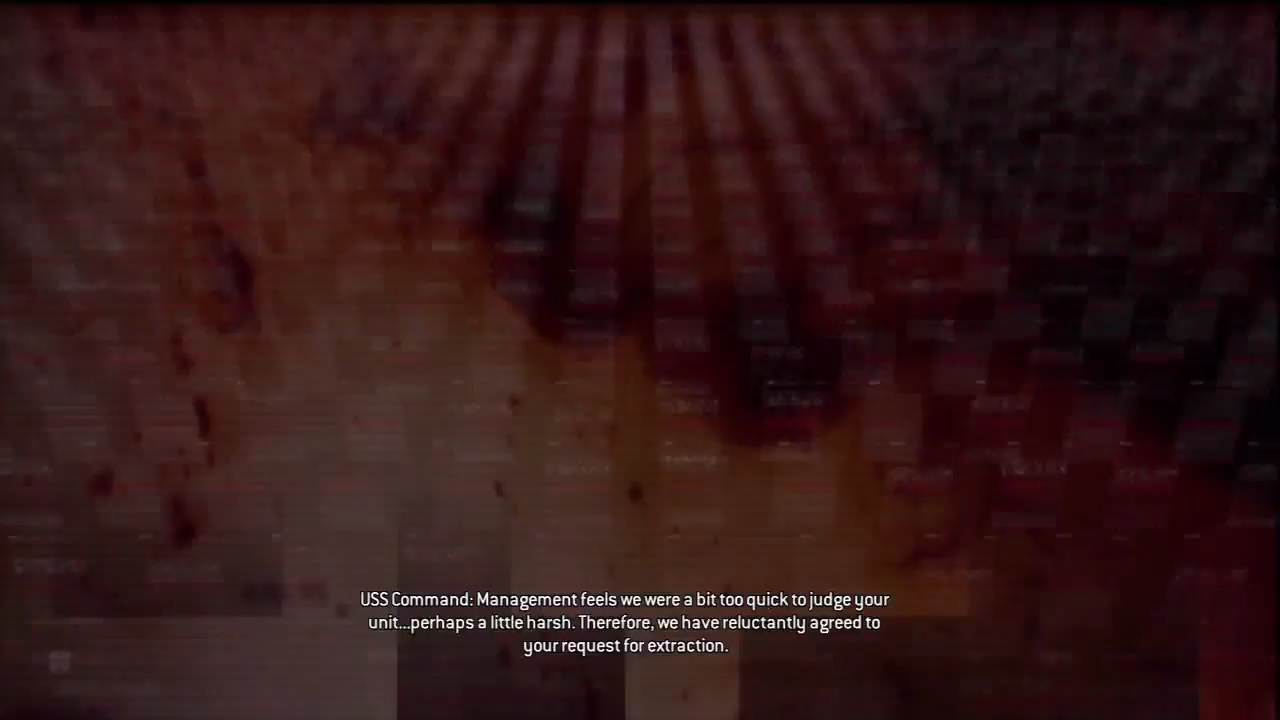 USS Command: Management feels we were a bit too quick to judge your
unit...perhaps a little harsh. Therefore, we have reluctantly agreed to
your request for extraction.